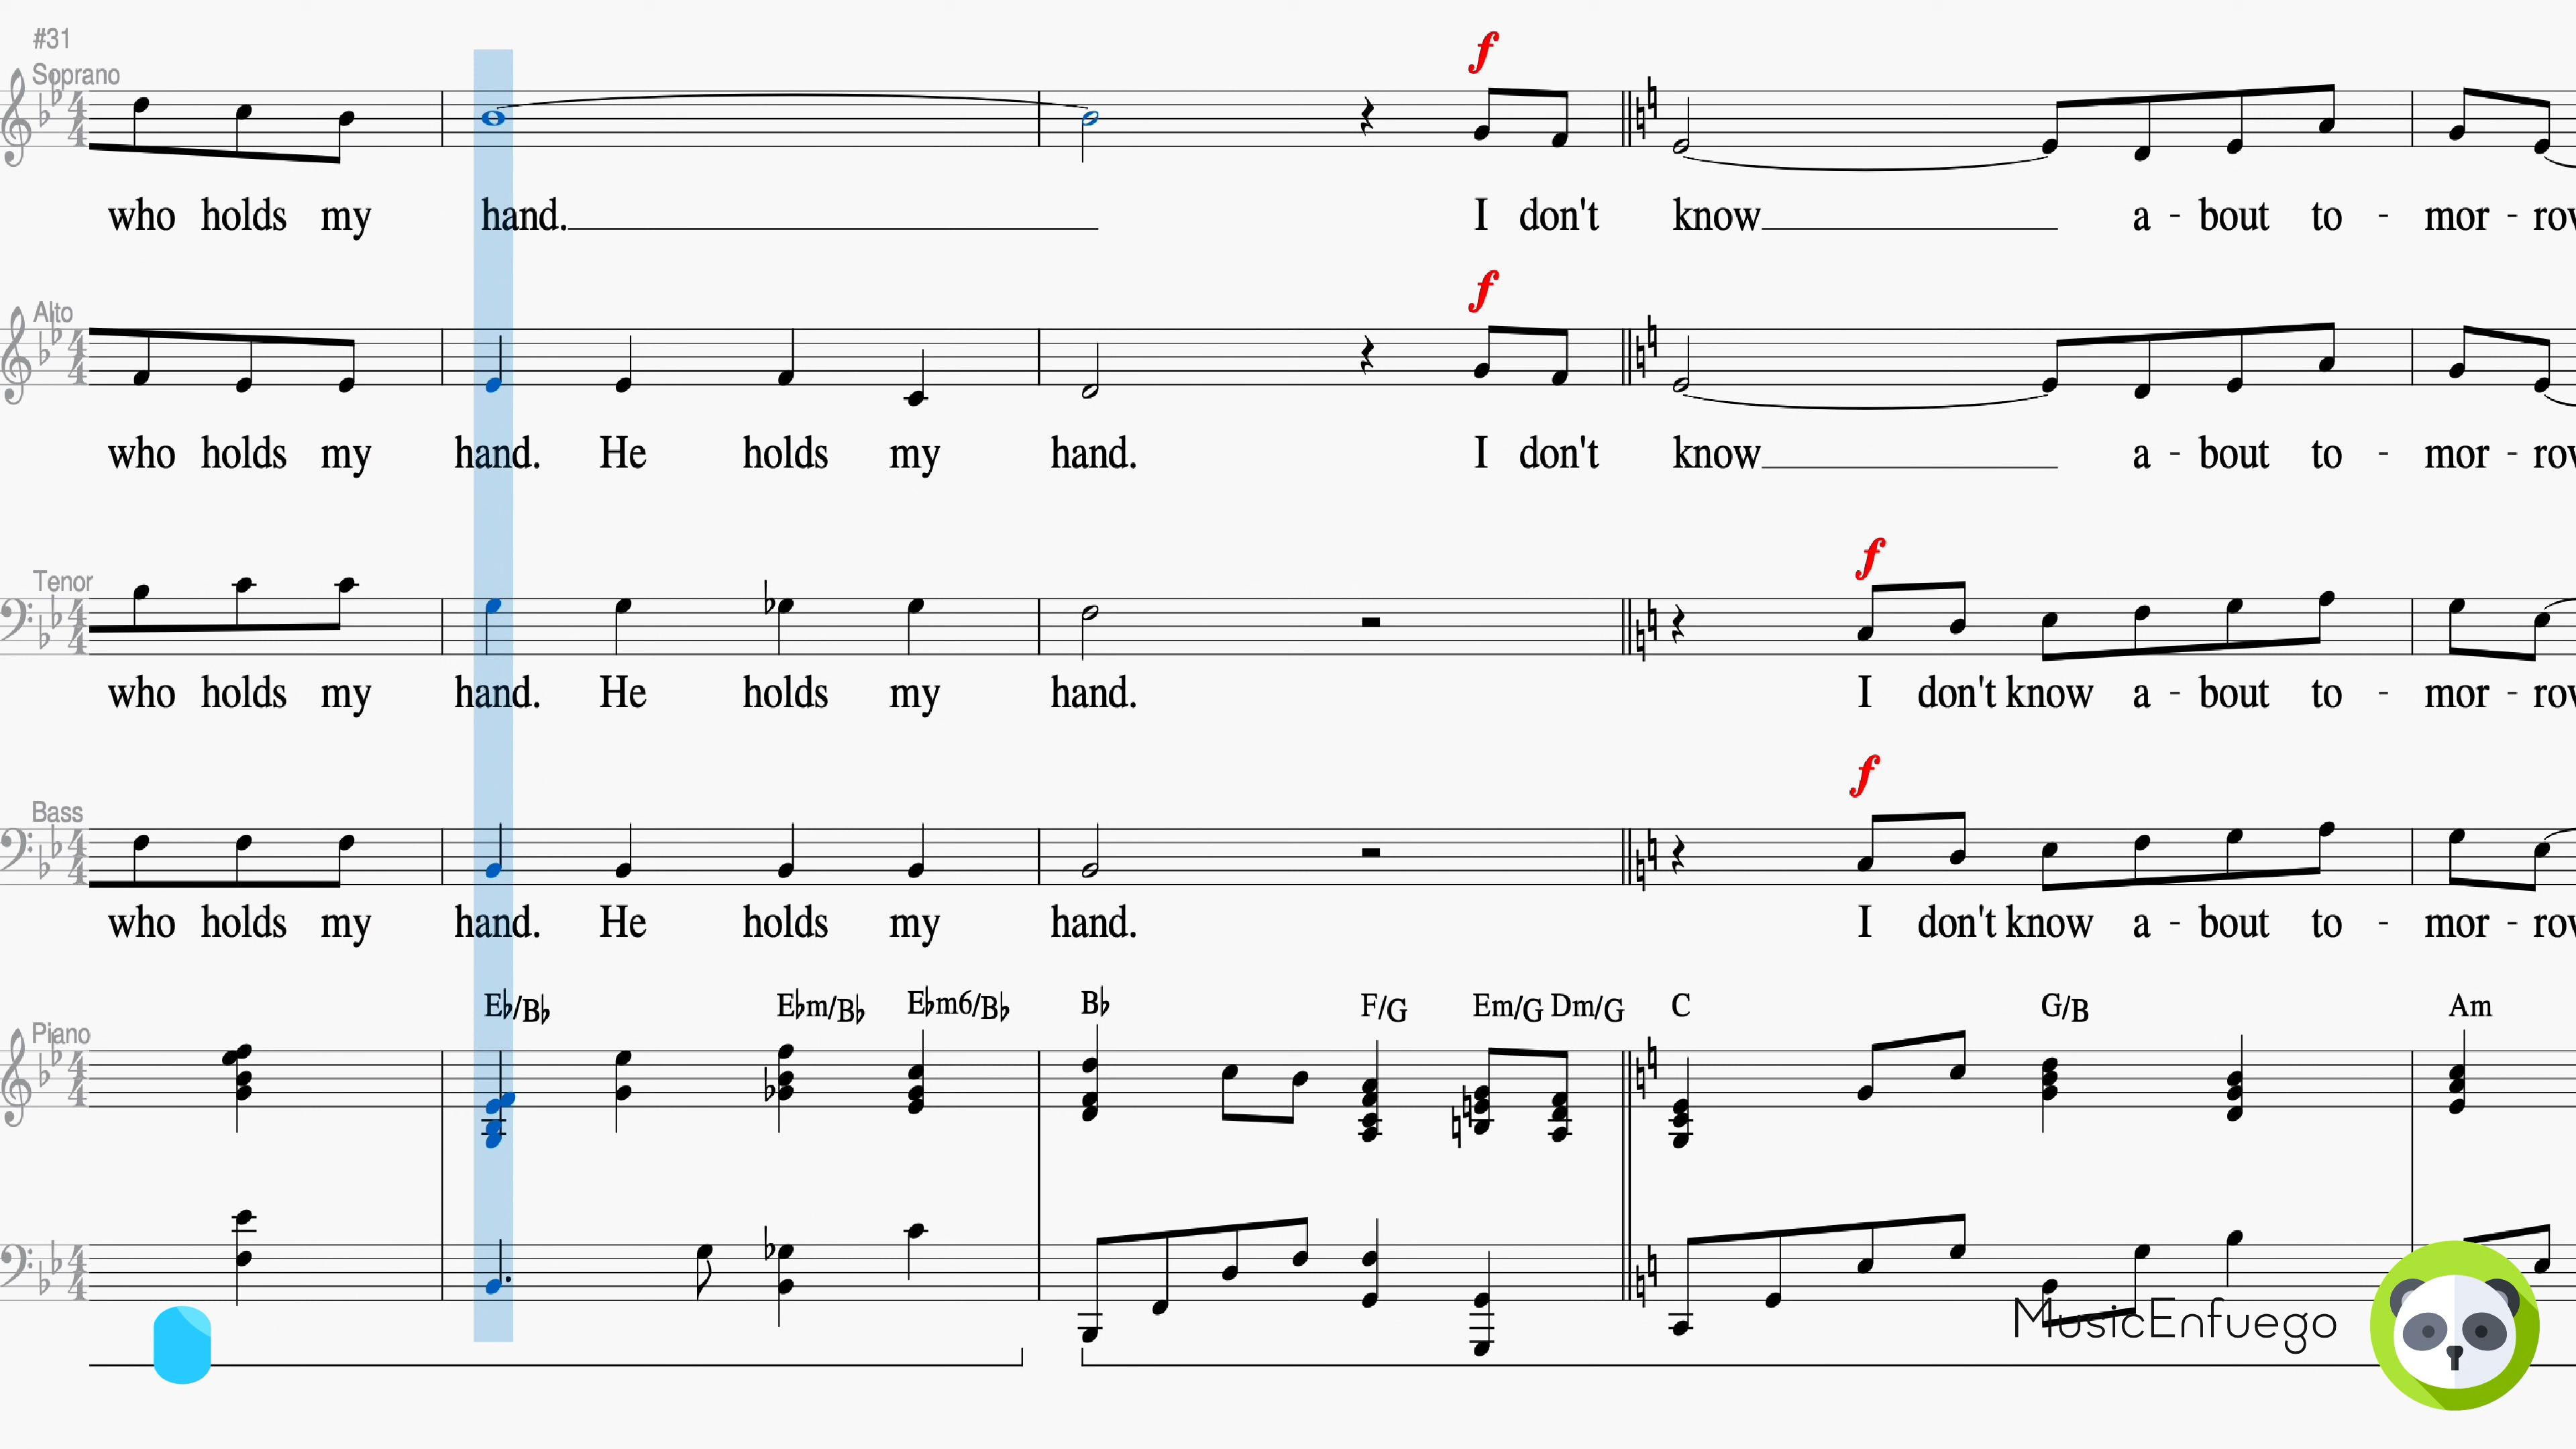 #31
Soprano
f
who holds my hand. I don't know a - bout to - mor - row
Alto
f
who holds my hand. He holds my hand. I don't know a - bout to - mor - row
Tenor
f
who holds my hand. He holds my hand. I don't know a - bout to - mor - row
Bass
f
who holds my hand. He holds my hand. I don't know a - bout to - mor - row
E♭/B♭ E♭m/B♭ E♭m6/B♭ B♭ F/G Em/G Dm/G C G/B Am
Piano
MusicEnfuego